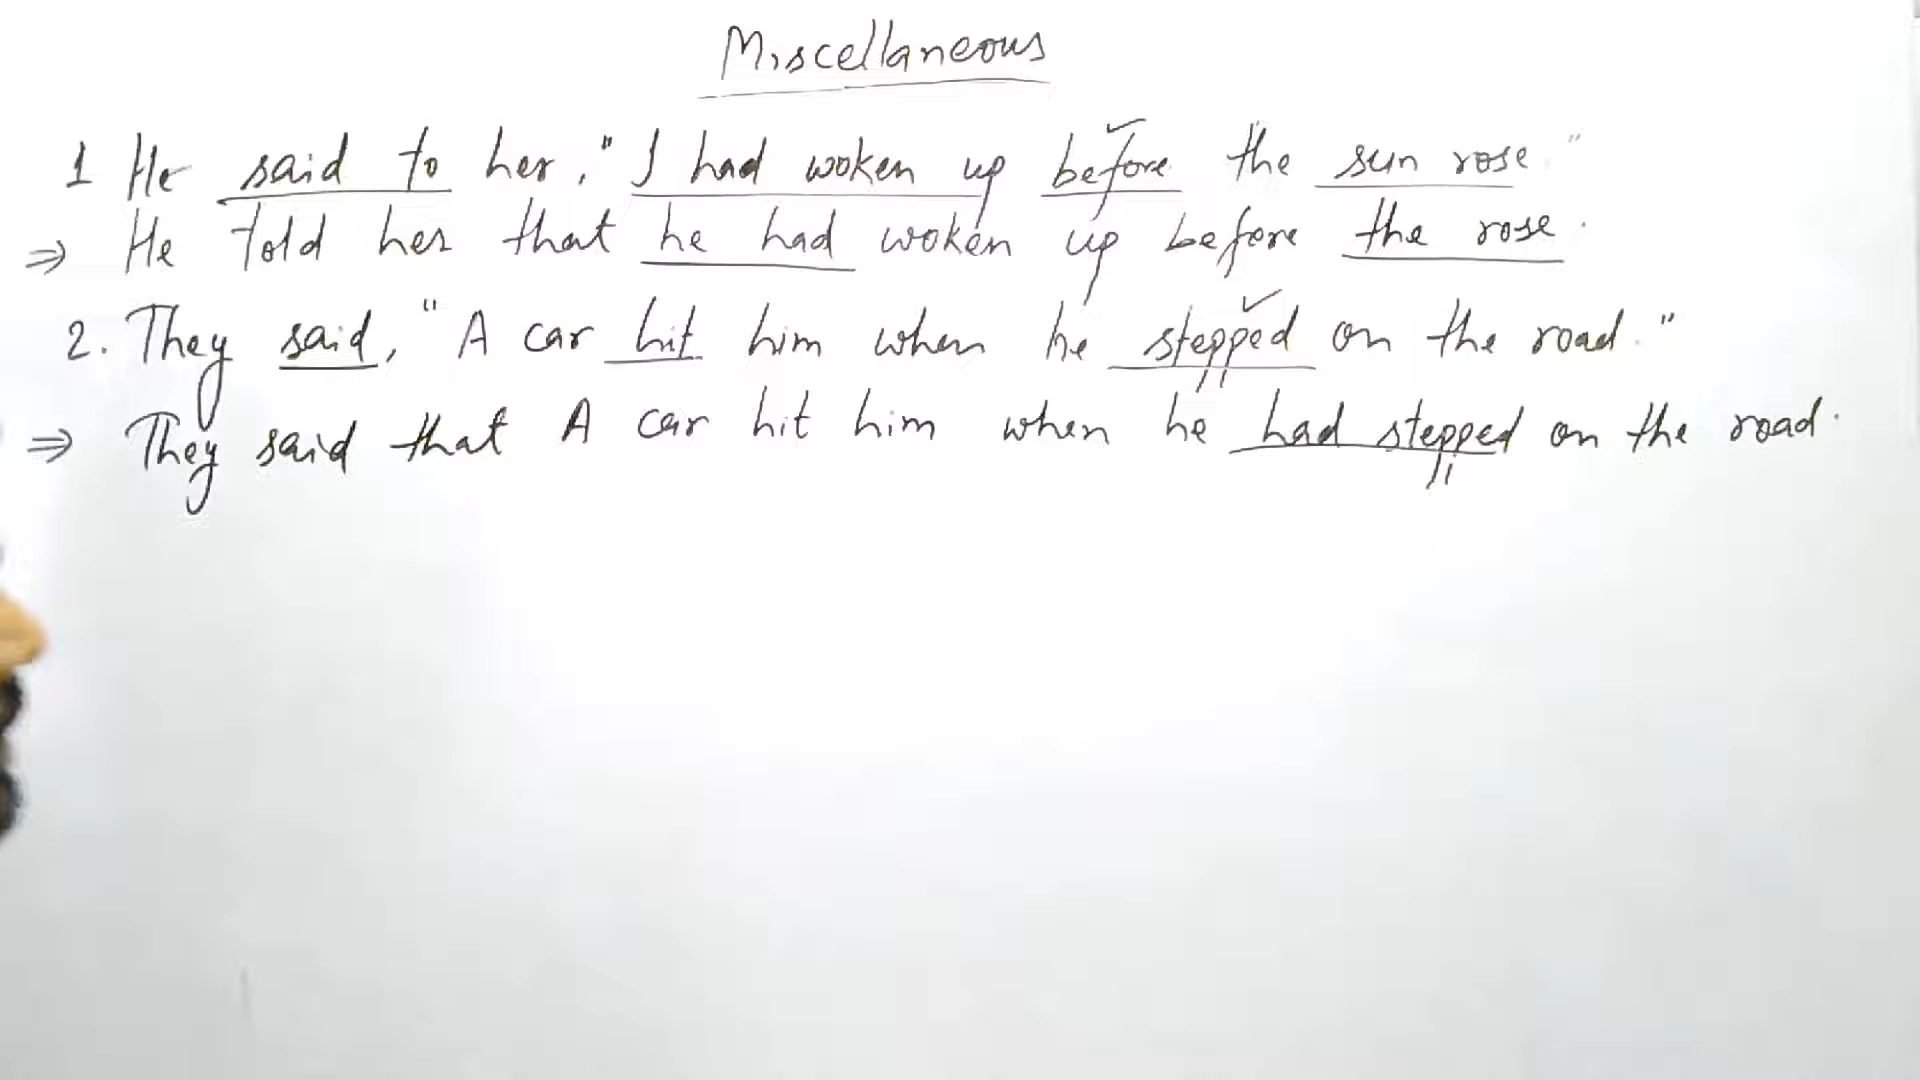 Miscellaneous
1 He said to her, "I had woken up before the sun rose."
⇒ He told her that he had woken up before the rose.
2. They said, "A car hit him when he stepped on the road."
⇒ They said that A car hit him when he had stepped on the road.